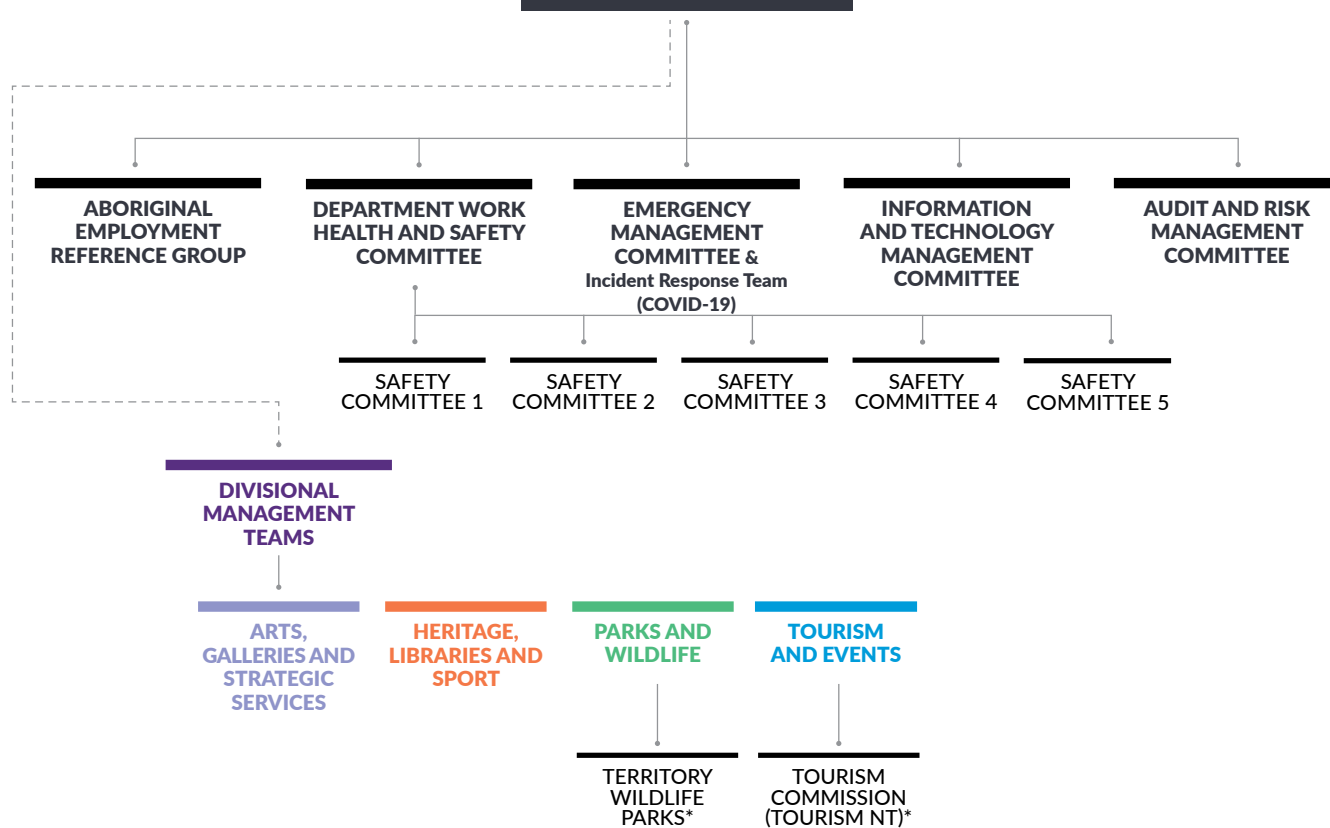 ABORIGINAL
EMPLOYMENT
REFERENCE GROUP
DEPARTMENT WORK
HEALTH AND SAFETY
COMMITTEE
EMERGENCY
MANAGEMENT
COMMITTEE &
Incident Response Team
(COVID-19)
INFORMATION
AND TECHNOLOGY
MANAGEMENT
COMMITTEE
AUDIT AND RISK
MANAGEMENT
COMMITTEE
SAFETY
COMMITTEE 1
SAFETY
COMMITTEE 2
SAFETY
COMMITTEE 3
SAFETY
COMMITTEE 4
SAFETY
COMMITTEE 5
DIVISIONAL
MANAGEMENT
TEAMS
ARTS,
GALLERIES AND
STRATEGIC
SERVICES
HERITAGE,
LIBRARIES AND
SPORT
PARKS AND
WILDLIFE
TOURISM
AND EVENTS
TERRITORY
WILDLIFE
PARKS*
TOURISM
COMMISSION
(TOURISM NT)*